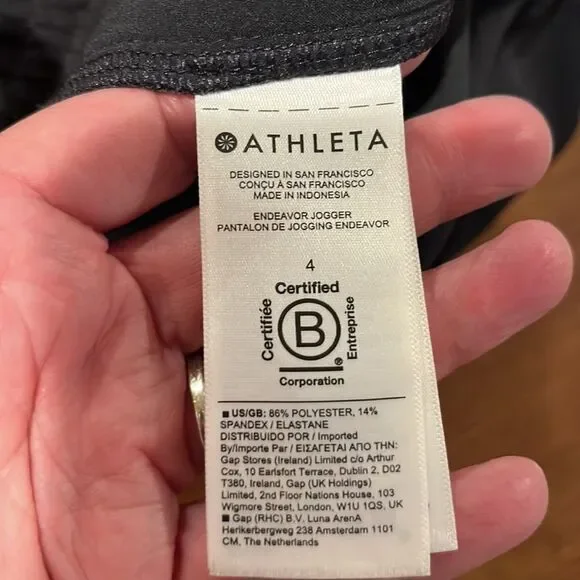 ATHLETA
DESIGNED IN SAN FRANCISCO
CONÇU À SAN FRANCISCO
MADE IN INDONESIA
ENDEAVOR JOGGER
PANTALON DE JOGGING ENDEAVOR
4
Certified
Certifiée
B
Entreprise
®
Corporation
■ US/GB: 86% POLYESTER, 14%
SPANDEX / ELASTANE
DISTRIBUIDO POR / Imported
By/Importe Par / ΕΙΣΑΓΕΤΑΙ ΑΠΟ ΤΗΝ:
Gap Stores (Ireland) Limited c/o Arthur
Cox, 10 Earlsfort Terrace, Dublin 2, D02
T380, Ireland, Gap (UK Holdings)
Limited, 2nd Floor Nations House, 103
Wigmore Street, London, W1U 1QS, UK
■ Gap (RHC) B.V. Luna ArenA
Herikerbergweg 238 Amsterdam 1101
CM, The Netherlands